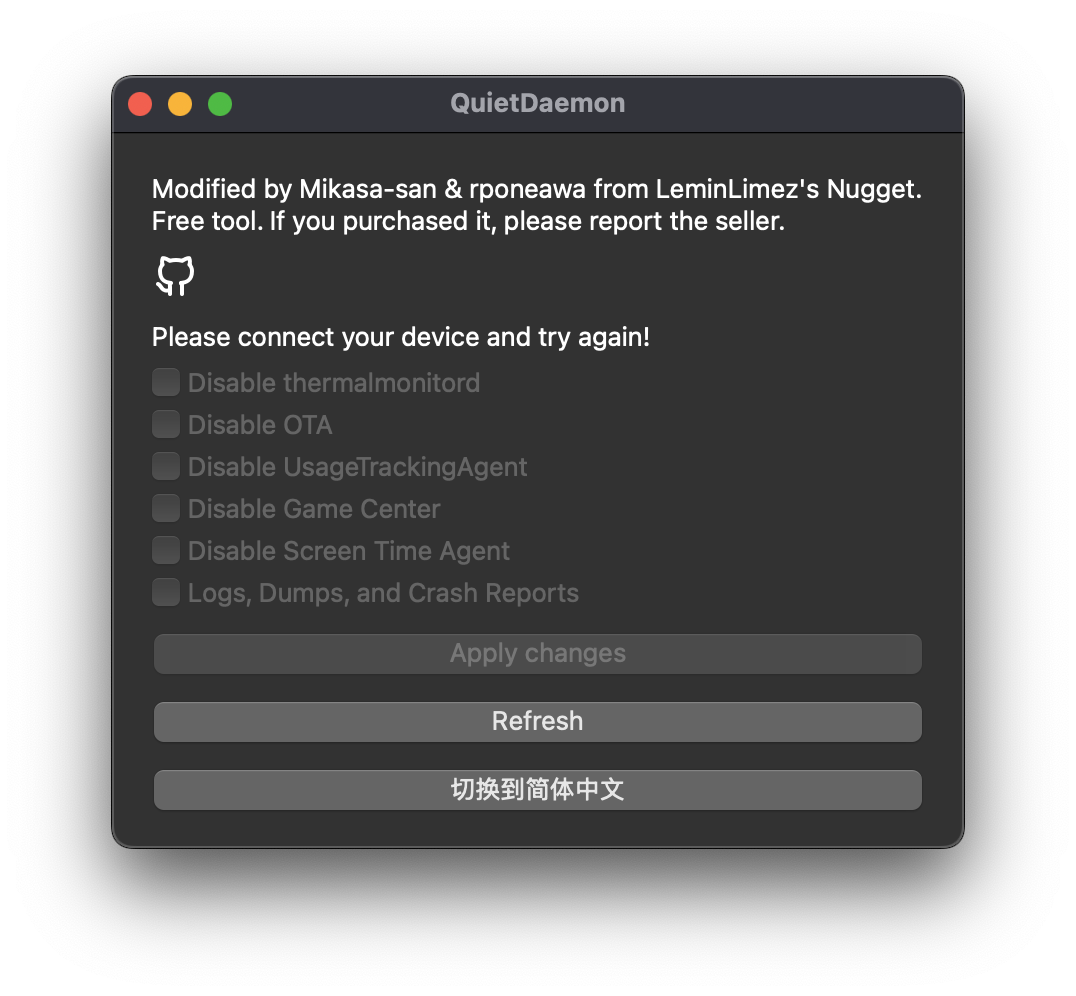 QuietDaemon
Modified by Mikasa-san & rponeawa from LeminLimez's Nugget.
Free tool. If you purchased it, please report the seller.
Please connect your device and try again!
Disable thermalmonitord
Disable OTA
Disable UsageTrackingAgent
Disable Game Center
Disable Screen Time Agent
Logs, Dumps, and Crash Reports
Apply changes
Refresh
切换到简体中文